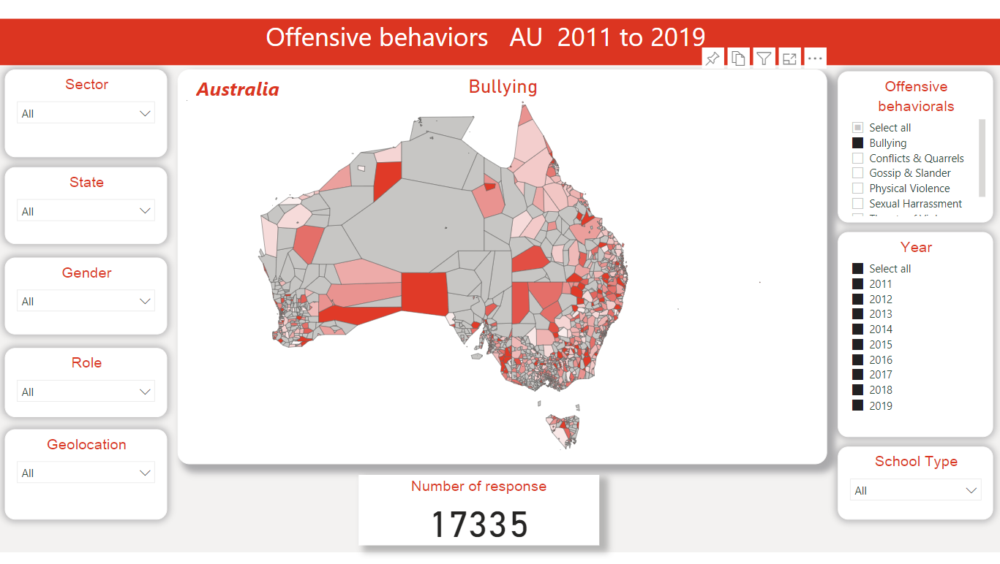 Offensive behaviors AU 2011 to 2019
Sector
All
State
All
Gender
All
Role
All
Geolocation
All
Australia
Bullying
Number of response
17335
Offensive
behaviorals
Select all
Bullying
Conflicts & Quarrels
Gossip & Slander
Physical Violence
Sexual Harrassment
Year
Select all
2011
2012
2013
2014
2015
2016
2017
2018
2019
School Type
All